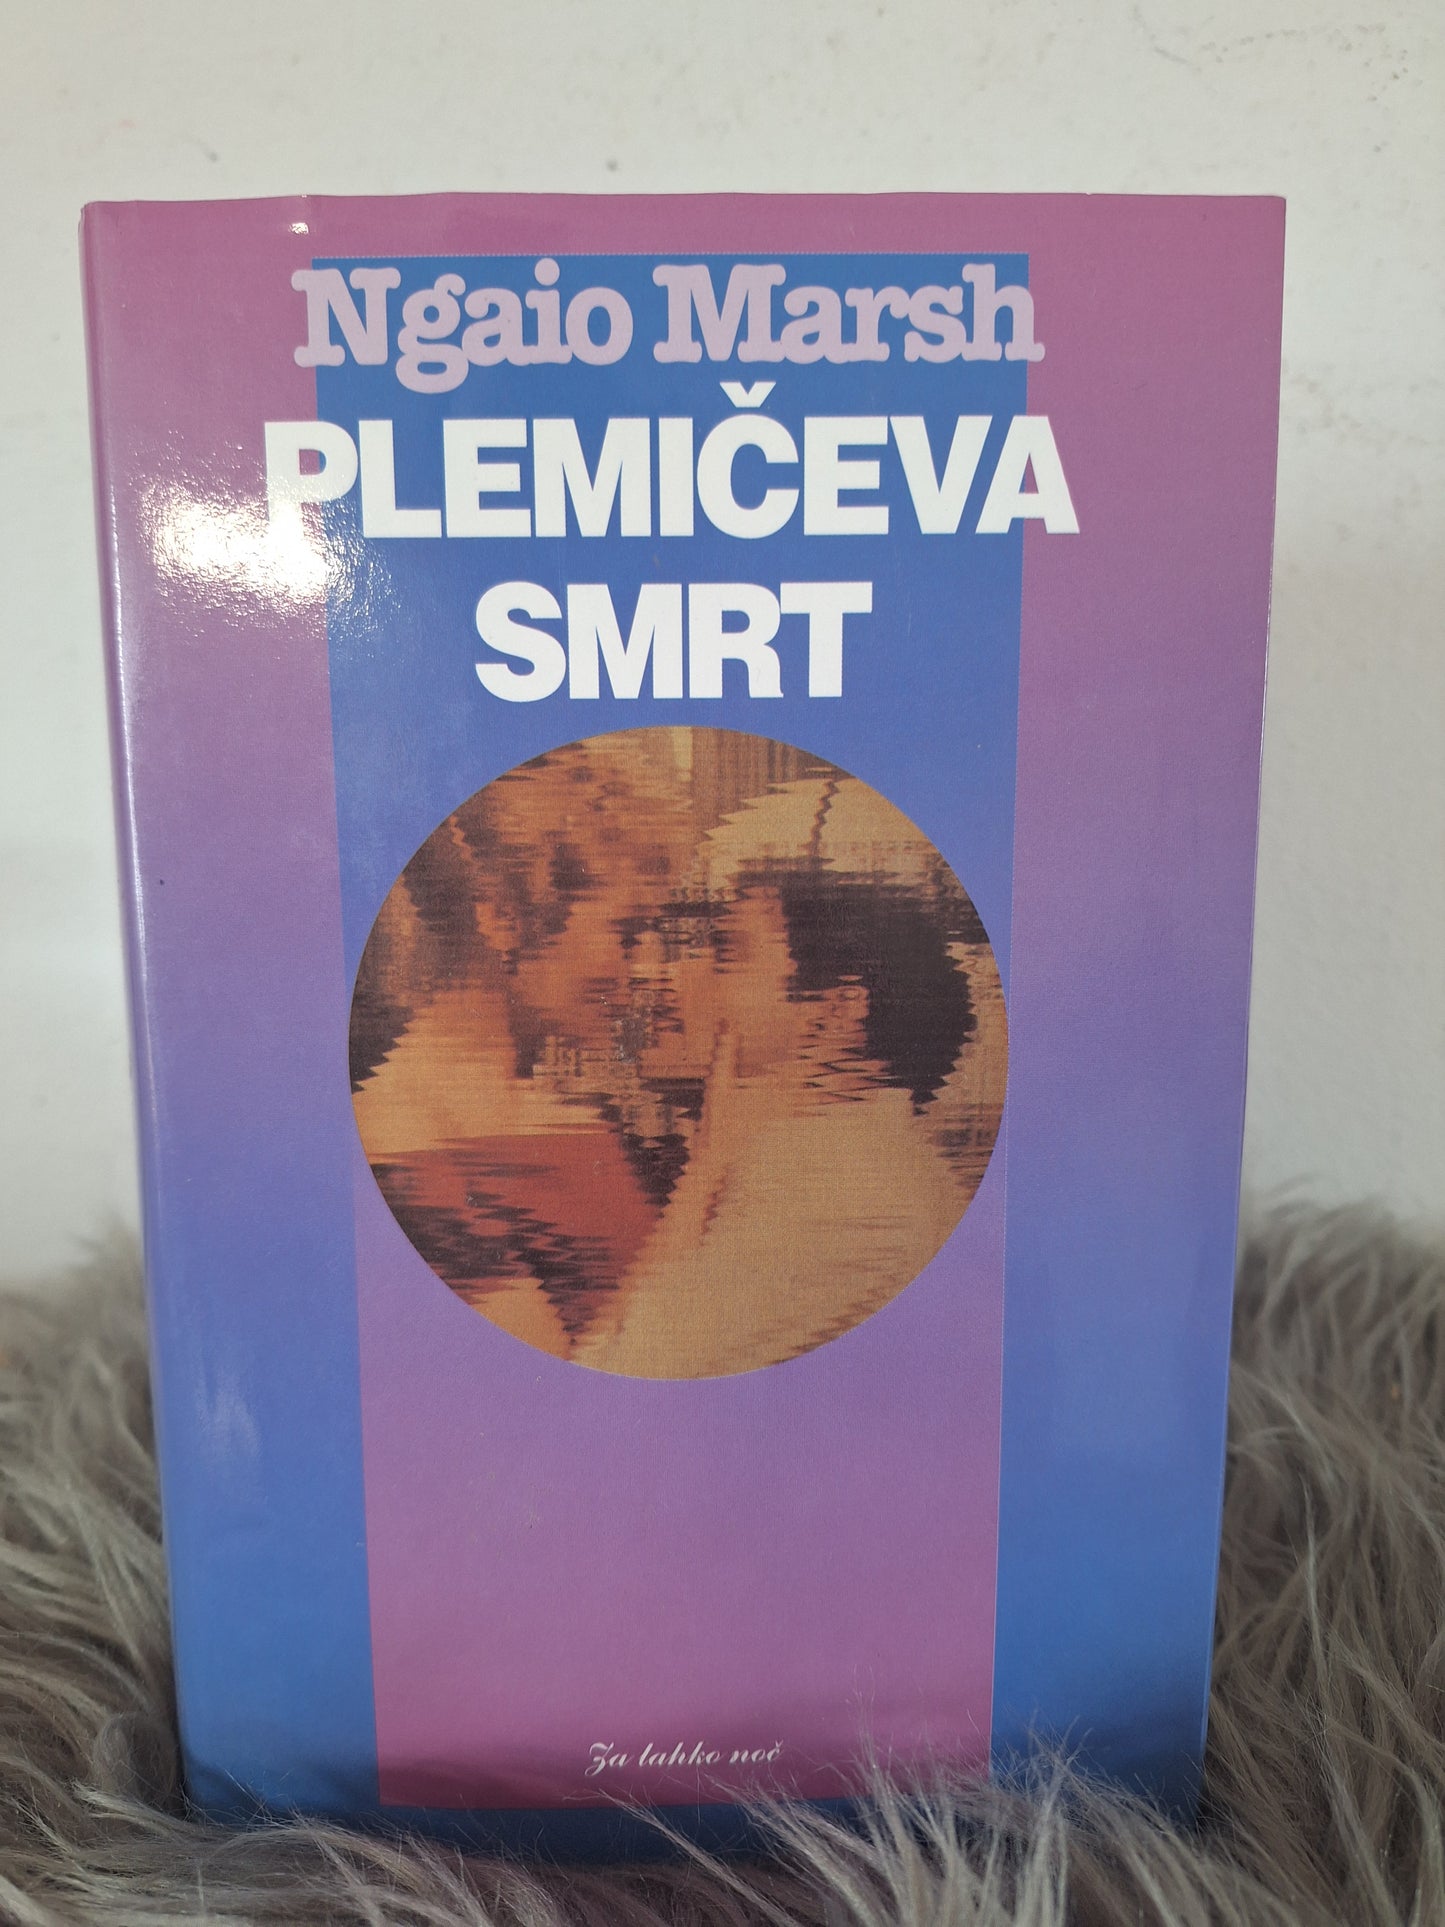 Ngaio Marsh
PLEMIČEVA
SMRT
Za lahko noč